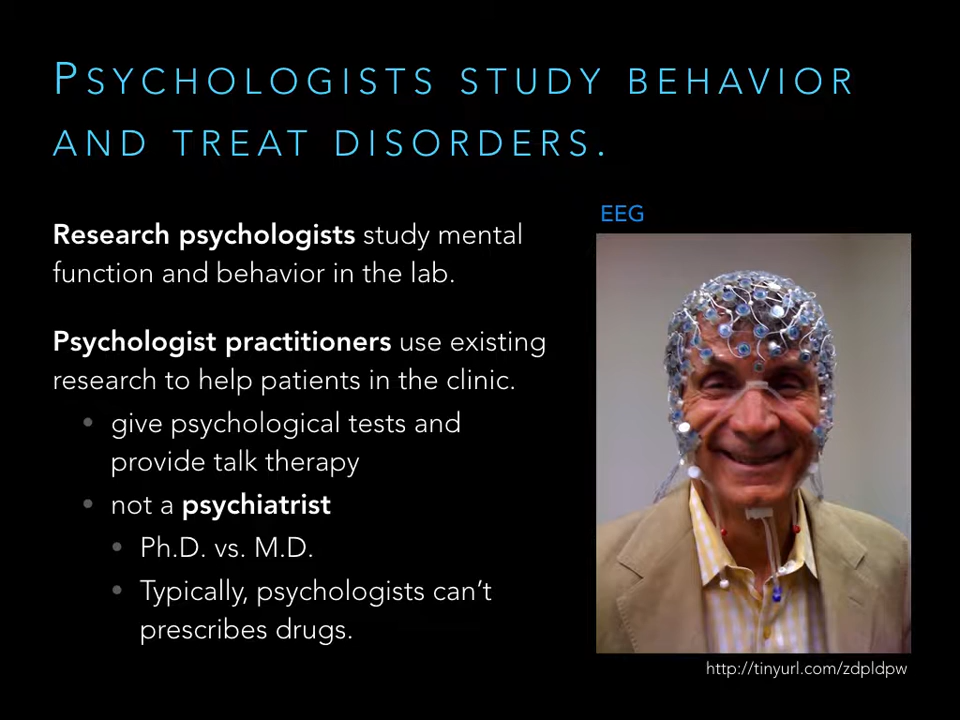 Psychologists study behavior
and treat disorders.
Research psychologists study mental
function and behavior in the lab.
Psychologist practitioners use existing
research to help patients in the clinic.
• give psychological tests and
provide talk therapy
• not a psychiatrist
• Ph.D. vs. M.D.
• Typically, psychologists can't
prescribes drugs.
EEG
http://tinyurl.com/zdpldpw